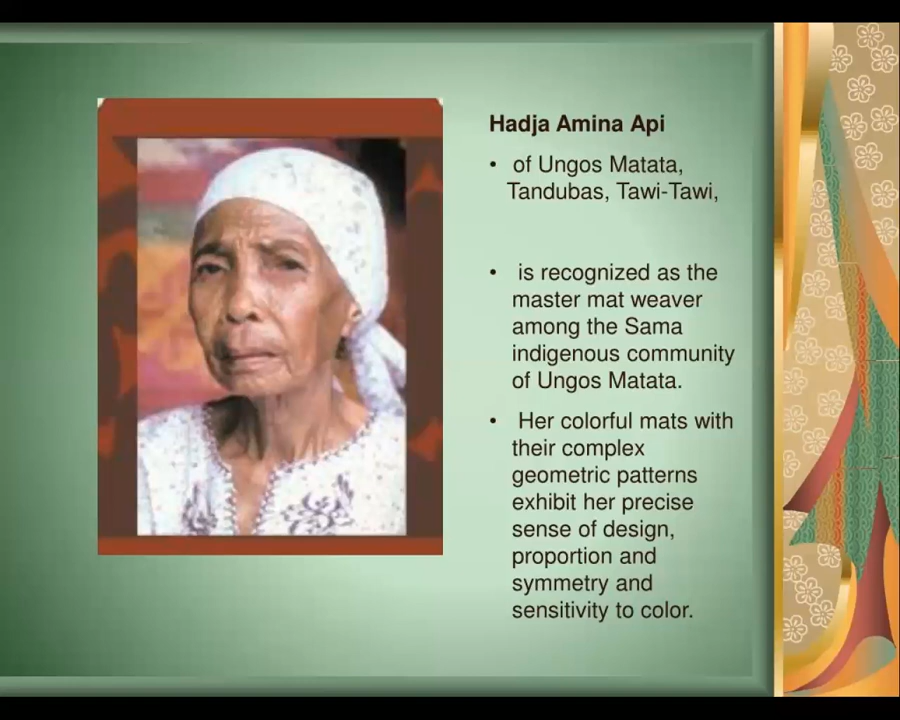 Hadja Amina Api
• of Ungos Matata,
Tandubas, Tawi-Tawi,
• is recognized as the
master mat weaver
among the Sama
indigenous community
of Ungos Matata.
• Her colorful mats with
their complex
geometric patterns
exhibit her precise
sense of design,
proportion and
symmetry and
sensitivity to color.